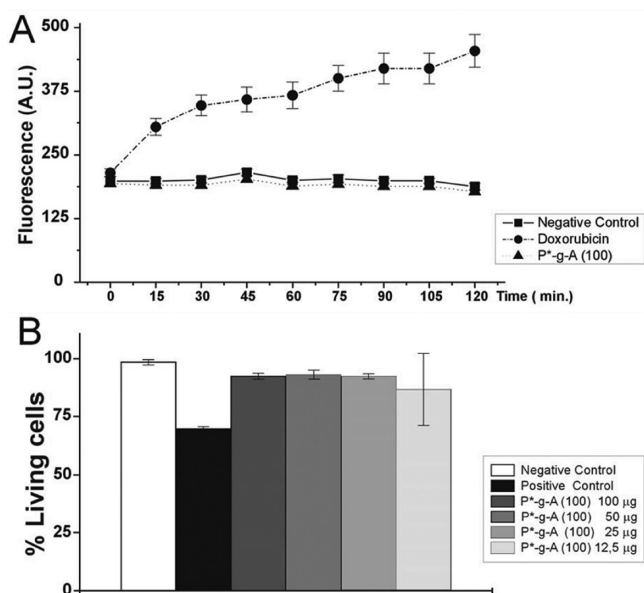 A
Fluorescence (A.U.)
500
375
250
125
0
0 15 30 45 60 75 90 105 120 Time ( min.)
Negative Control
Doxorubicin
P*-g-A (100)
B
% Living cells
100
75
50
25
0
Negative Control
Positive Control
P*-g-A (100) 100 µg
P*-g-A (100) 50 µg
P*-g-A (100) 25 µg
P*-g-A (100) 12,5 µg